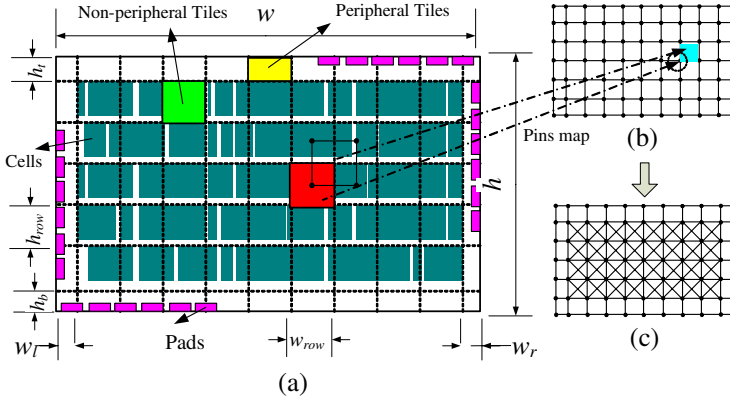 Non-peripheral Tiles
w
Peripheral Tiles
h_t
Cells
h_row
h_b
h
w_l
Pads
w_row
w_r
(a)
Pins map
(b)
(c)